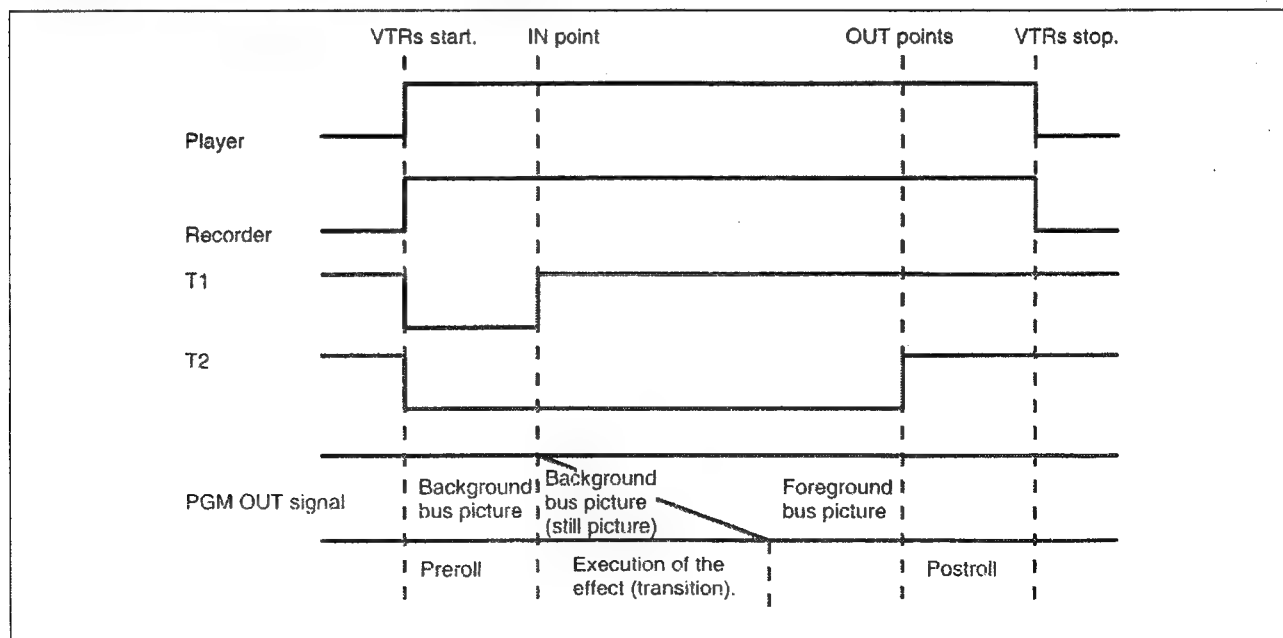 VTRs start. IN point OUT points VTRs stop.
Player
Recorder
T1
T2
PGM OUT signal
Background
bus picture
Background
bus picture
(still picture)
Foreground
bus picture
Preroll
Execution of the
effect (transition).
Postroll